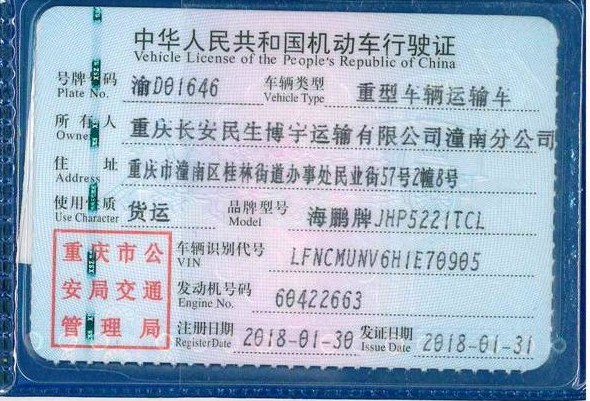 中华人民共和国机动车行驶证
Vehicle License of the People's Republic of China
号牌号码 渝D01646 车辆类型 重型车辆运输车
Plate No. Vehicle Type
所有人 重庆长安民生博宇运输有限公司潼南分公司
Owner
住址 重庆市潼南区桂林街道办事处民业街57号2幢8号
Address
使用性质 货运 品牌型号 海鹏牌JHP5221TCL
Use Character Model
重庆市公安局交通管理局
车辆识别代号 LFNCMUNV6H1E70905
VIN
发动机号码 60422663
Engine No.
注册日期 2018-01-30 发证日期 2018-01-31
Register Date Issue Date